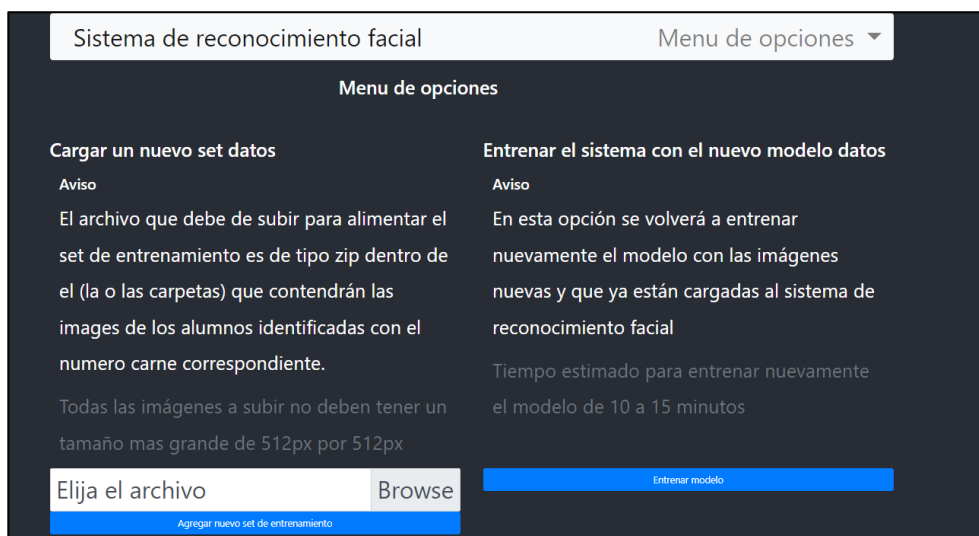 Sistema de reconocimiento facial
Menu de opciones
Menu de opciones
Cargar un nuevo set datos
Aviso
El archivo que debe de subir para alimentar el
set de entrenamiento es de tipo zip dentro de
el (la o las carpetas) que contendrán las
images de los alumnos identificadas con el
numero carne correspondiente.
Todas las imágenes a subir no deben tener un
tamaño mas grande de 512px por 512px
Elija el archivo
Browse
Agregar nuevo set de entrenamiento
Entrenar el sistema con el nuevo modelo datos
Aviso
En esta opción se volverá a entrenar
nuevamente el modelo con las imágenes
nuevas y que ya están cargadas al sistema de
reconocimiento facial
Tiempo estimado para entrenar nuevamente
el modelo de 10 a 15 minutos
Entrenar modelo